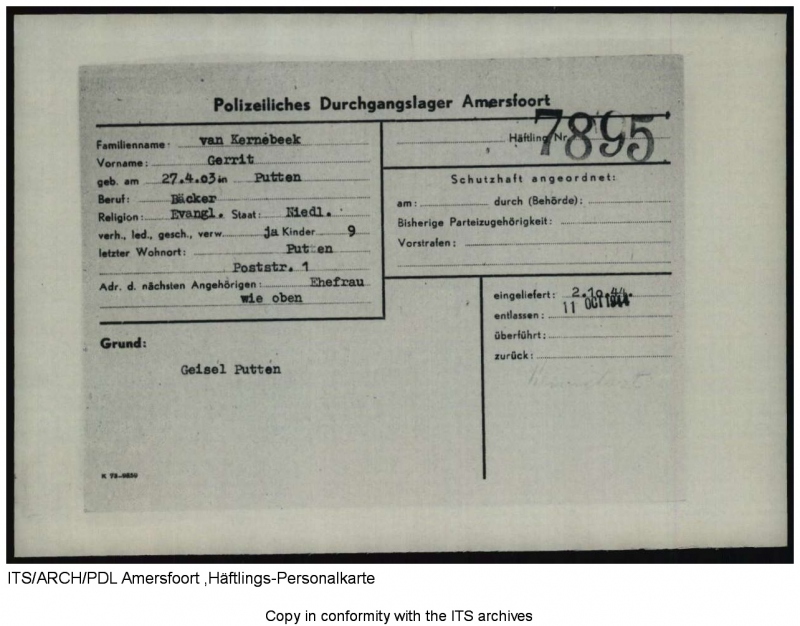 Polizeiliches Durchgangslager Amersfoort
Familienname: van Kernebeek
Vorname: Gerrit
geb. am 27.4.03 in Putten
Beruf: Bäcker
Religion: Evangl. Staat: Niedl.
verh., led., gesch., verw. ja Kinder 9
letzter Wohnort: Putten
Poststr. 1
Adr. d. nächsten Angehörigen: Ehefrau
wie oben
Häftling Nr. 7895
Schutzhaft angeordnet:
am: durch (Behörde):
Bisherige Parteizugehörigkeit:
Vorstrafen:
Grund:
Geisel Putten
eingeliefert: 2.10.44.
entlassen: 11 OCT 1944
überführt:
zurück:
K 73-0850
ITS/ARCH/PDL Amersfoort ,Häftlings-Personalkarte
Copy in conformity with the ITS archives